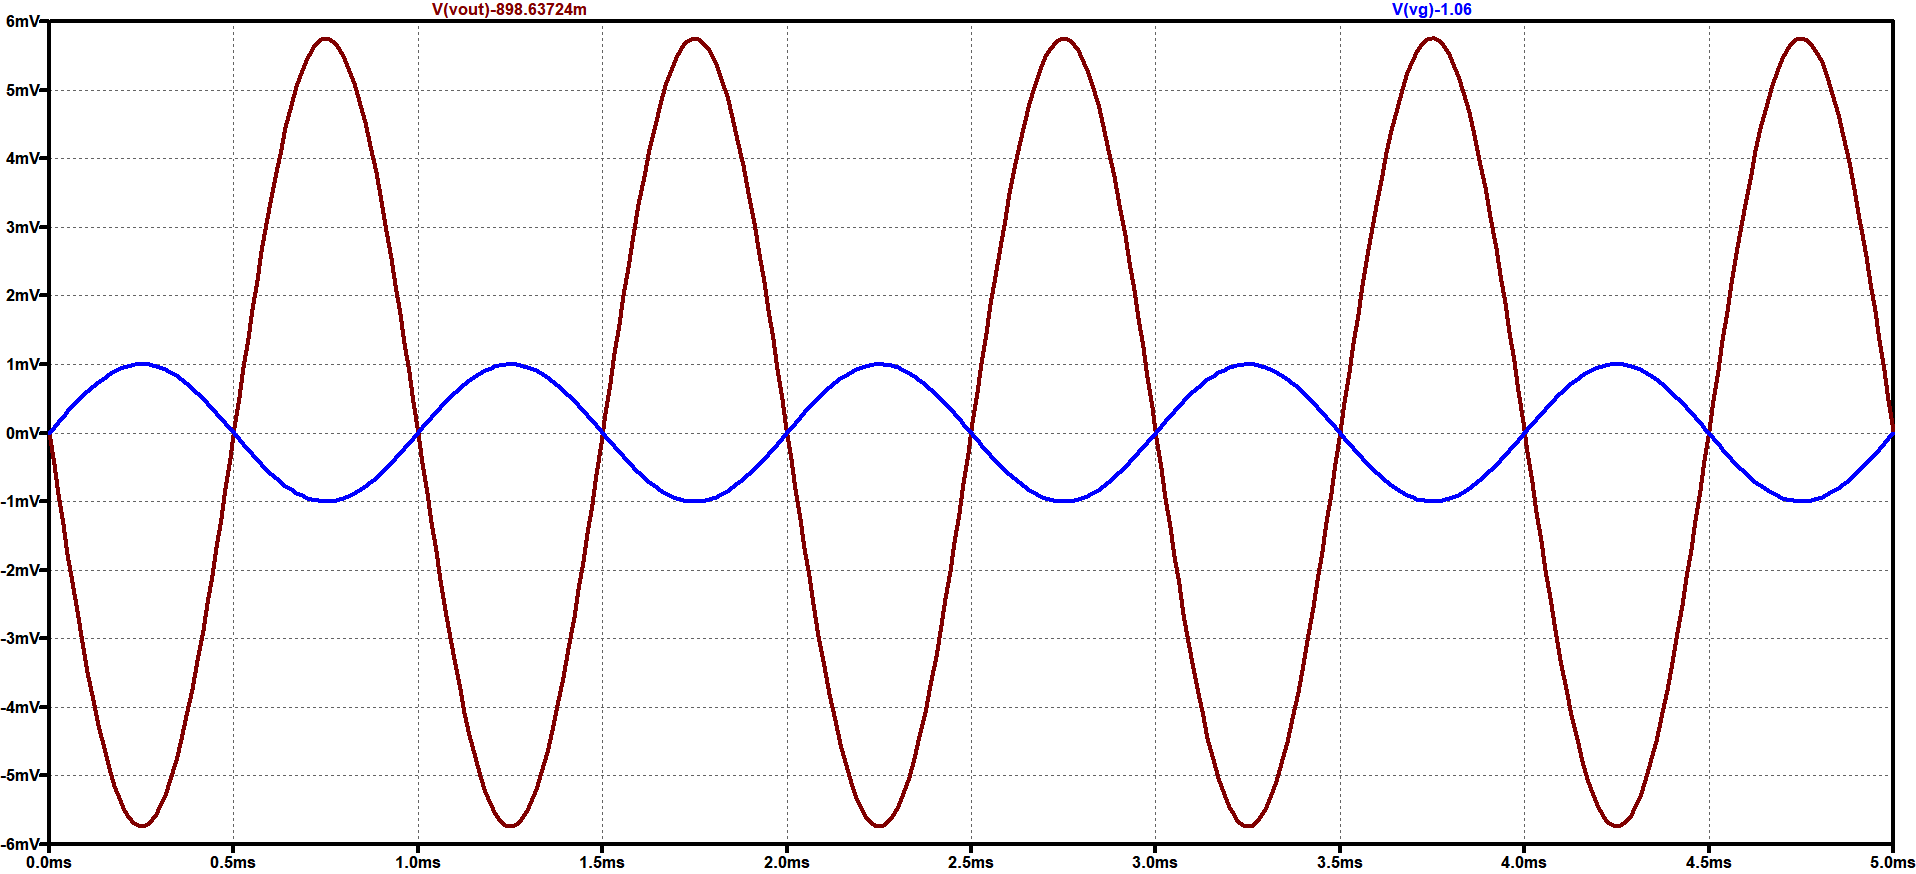 V(vout)-898.63724m V(vg)-1.06
6mV
5mV
4mV
3mV
2mV
1mV
0mV
-1mV
-2mV
-3mV
-4mV
-5mV
-6mV
0.0ms 0.5ms 1.0ms 1.5ms 2.0ms 2.5ms 3.0ms 3.5ms 4.0ms 4.5ms 5.0ms